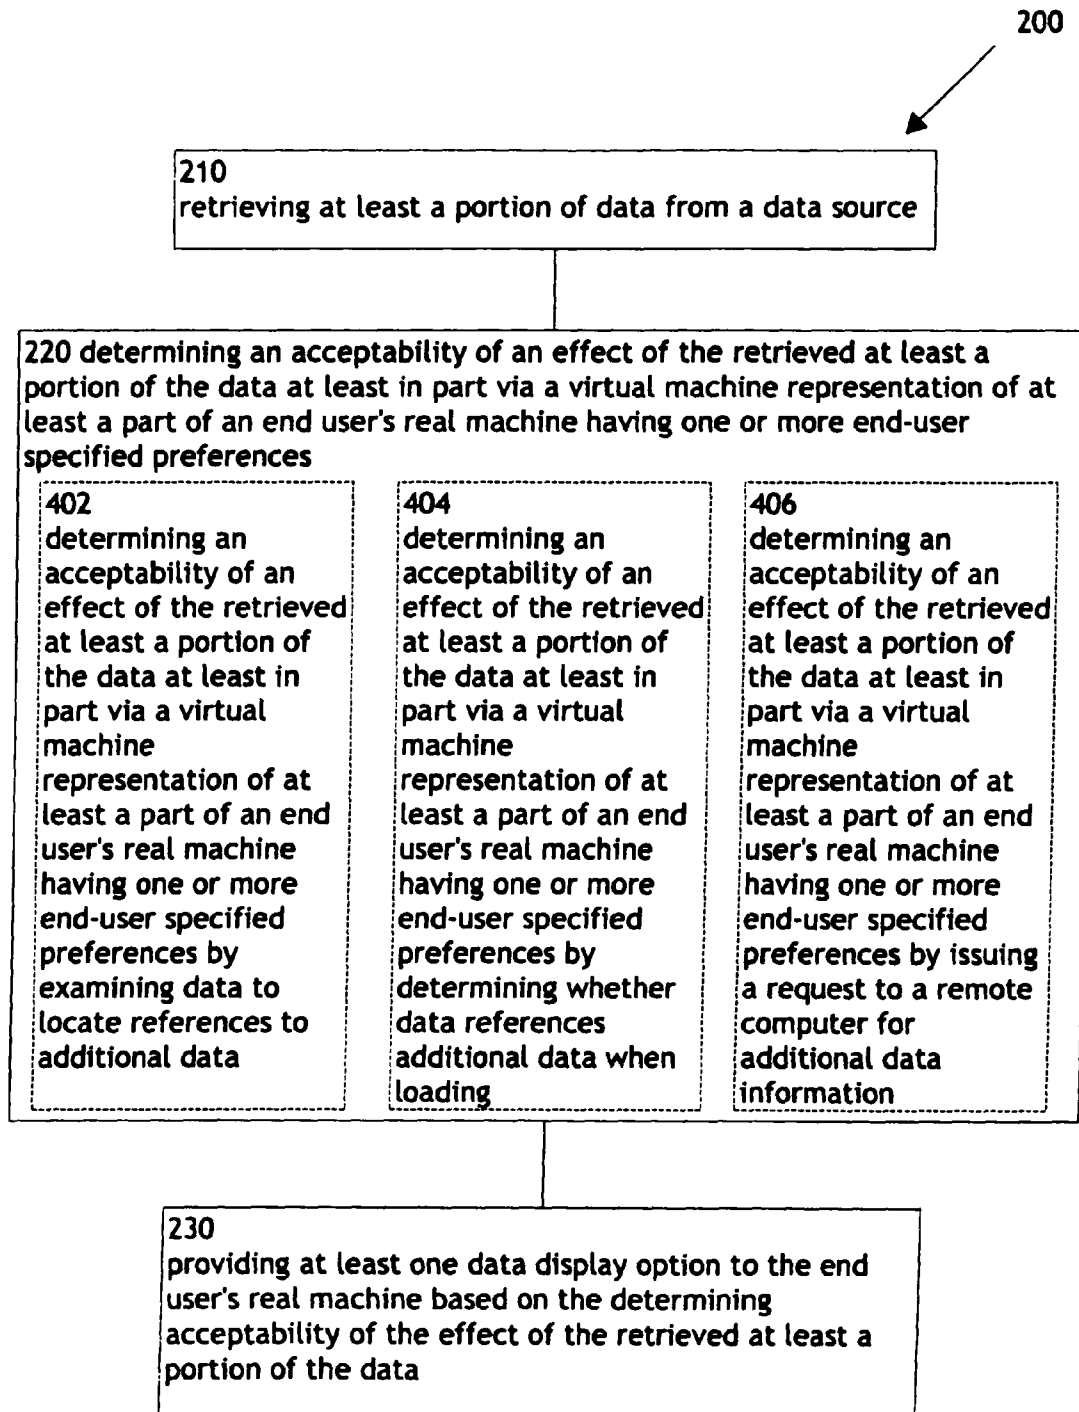 200
210
retrieving at least a portion of data from a data source
220 determining an acceptability of an effect of the retrieved at least a
portion of the data at least in part via a virtual machine representation of at
least a part of an end user's real machine having one or more end-user
specified preferences
402
determining an
acceptability of an
effect of the retrieved
at least a portion of
the data at least in
part via a virtual
machine
representation of at
least a part of an end
user's real machine
having one or more
end-user specified
preferences by
examining data to
locate references to
additional data
404
determining an
acceptability of an
effect of the retrieved
at least a portion of
the data at least in
part via a virtual
machine
representation of at
least a part of an end
user's real machine
having one or more
end-user specified
preferences by
determining whether
data references
additional data when
loading
406
determining an
acceptability of an
effect of the retrieved
at least a portion of
the data at least in
part via a virtual
machine
representation of at
least a part of an end
user's real machine
having one or more
end-user specified
preferences by issuing
a request to a remote
computer for
additional data
information
230
providing at least one data display option to the end
user's real machine based on the determining
acceptability of the effect of the retrieved at least a
portion of the data